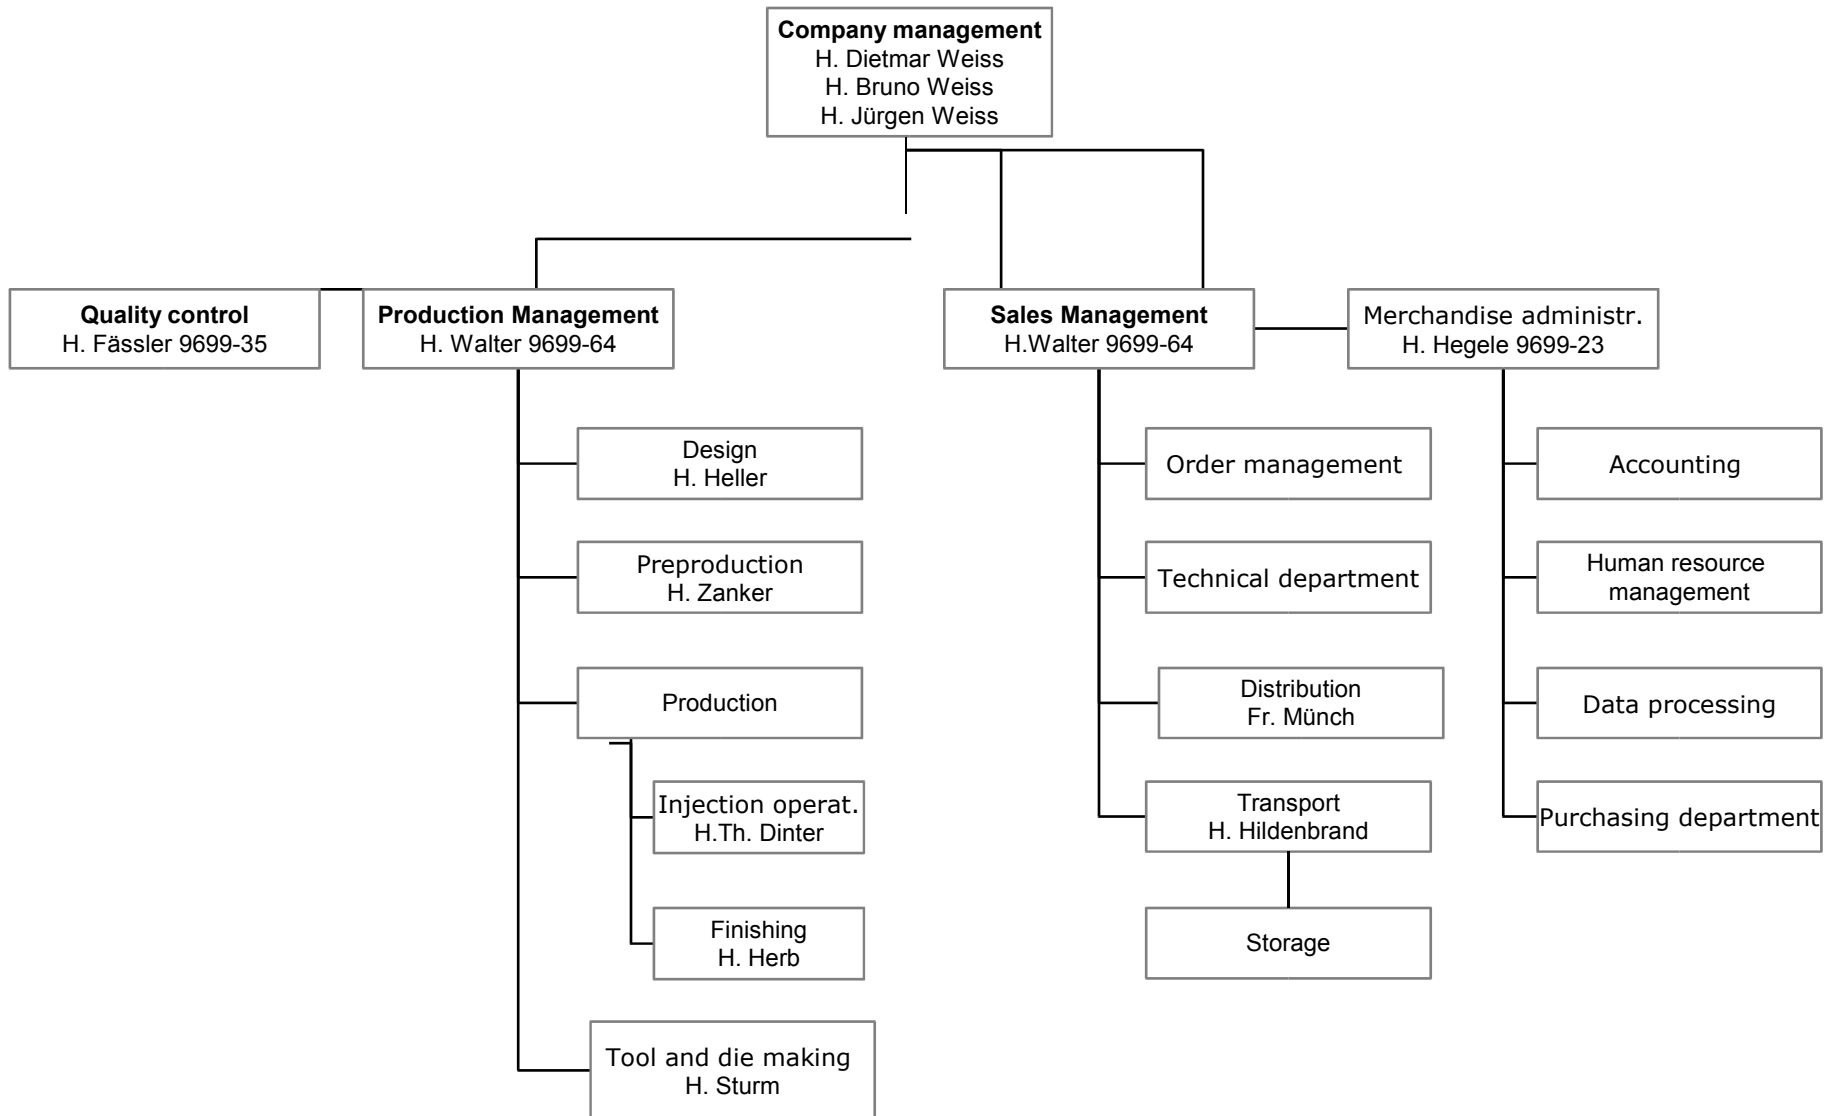 Company management
H. Dietmar Weiss
H. Bruno Weiss
H. Jürgen Weiss
Quality control
H. Fässler 9699-35
Production Management
H. Walter 9699-64
Sales Management
H.Walter 9699-64
Merchandise administr.
H. Hegele 9699-23
Design
H. Heller
Preproduction
H. Zanker
Production
Injection operat.
H.Th. Dinter
Finishing
H. Herb
Tool and die making
H. Sturm
Order management
Technical department
Distribution
Fr. Münch
Transport
H. Hildenbrand
Storage
Accounting
Human resource
management
Data processing
Purchasing department